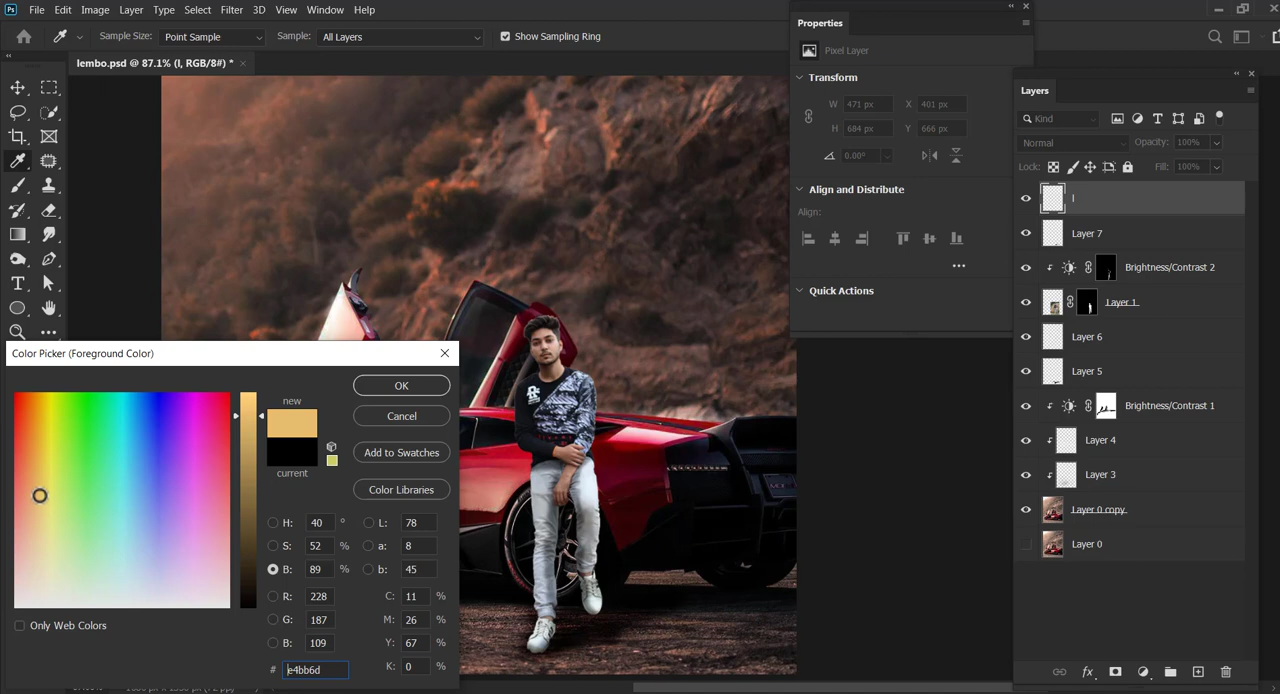 Ps File Edit Image Layer Type Select Filter 3D View Window Help
Sample Size: Point Sample Sample: All Layers Show Sampling Ring
lembo.psd @ 87.1% (l, RGB/8#) *
Properties
Pixel Layer
Transform
W 471 px X 401 px
H 684 px Y 666 px
0.00°
Align and Distribute
Align:
Quick Actions
Layers
Kind
Normal Opacity: 100%
Lock: Fill: 100%
l
Layer 7
Brightness/Contrast 2
Layer 1
Layer 6
Layer 5
Brightness/Contrast 1
Layer 4
Layer 3
Layer 0 copy
Layer 0
fx
Color Picker (Foreground Color)
new
current
OK
Cancel
Add to Swatches
Color Libraries
H: 40 ° L: 78
S: 52 % a: 8
B: 89 % b: 45
R: 228 C: 11 %
G: 187 M: 26 %
B: 109 Y: 67 %
# e4bb6d K: 0 %
Only Web Colors